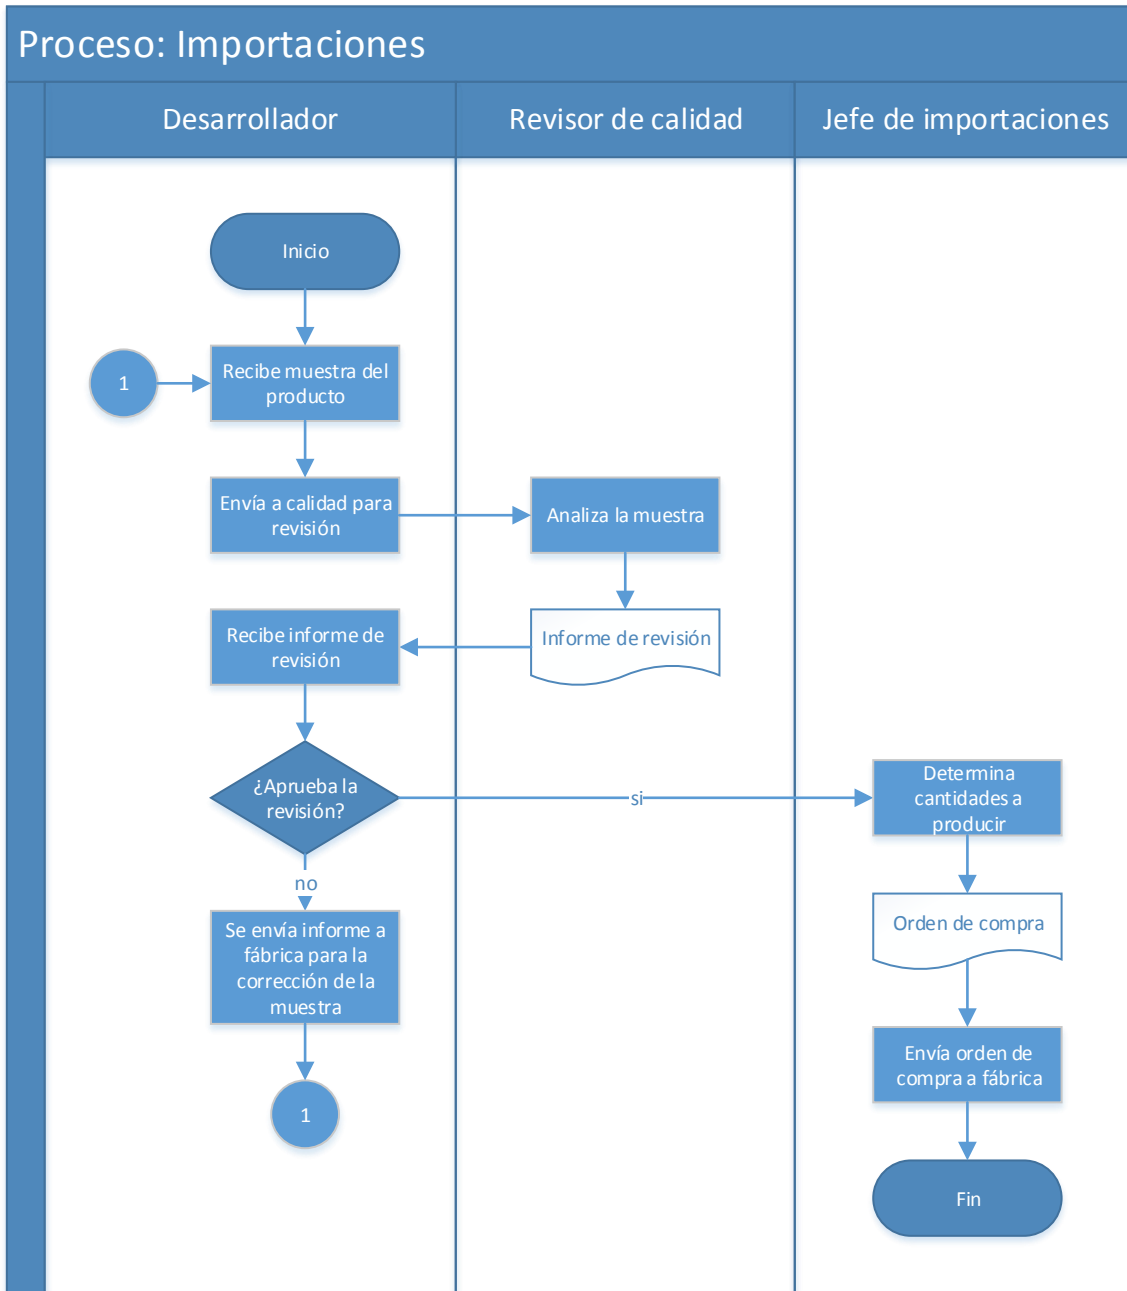 Proceso: Importaciones
Desarrollador
Revisor de calidad
Jefe de importaciones
Inicio
1
Recibe muestra del
producto
Envía a calidad para
revisión
Analiza la muestra
Recibe informe de
revisión
Informe de revisión
¿Aprueba la
revisión?
si
Determina
cantidades a
producir
no
Se envía informe a
fábrica para la
corrección de la
muestra
Orden de compra
Envía orden de
compra a fábrica
1
Fin